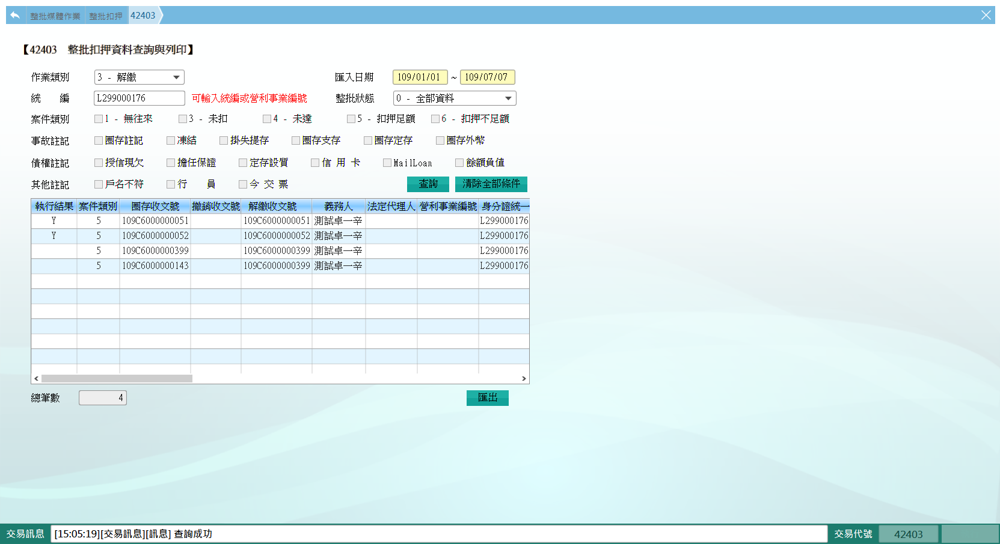 整批媒體作業 整批扣押 42403
【42403 整批扣押資料查詢與列印】
作業類別 3 - 解繳 匯入日期 109/01/01 ~ 109/07/07
統 編 L299000176 可輸入統編或營利事業編號 整批狀態 0 - 全部資料
案件類別 1 - 無往來 3 - 未扣 4 - 未達 5 - 扣押足額 6 - 扣押不足額
事故註記 圈存註記 凍結 掛失提存 圈存支存 圈存定存 圈存外幣
債權註記 授信現欠 擔任保證 定存設質 信 用 卡 MailLoan 餘額負值
其他註記 戶名不符 行 員 今 交 票 查詢 清除全部條件
執行結果 案件類別 圈存收文號 撤銷收文號 解繳收文號 義務人 法定代理人 營利事業編號 身分證統一
Y 5 109C6000000051 109C6000000051 測試卓一辛 L299000176
Y 5 109C6000000052 109C6000000052 測試卓一辛 L299000176
5 109C6000000399 109C6000000399 測試卓一辛 L299000176
5 109C6000000143 109C6000000399 測試卓一辛 L299000176
總筆數 4 匯出
交易訊息 [15:05:19][交易訊息][訊息] 查詢成功 交易代號 42403